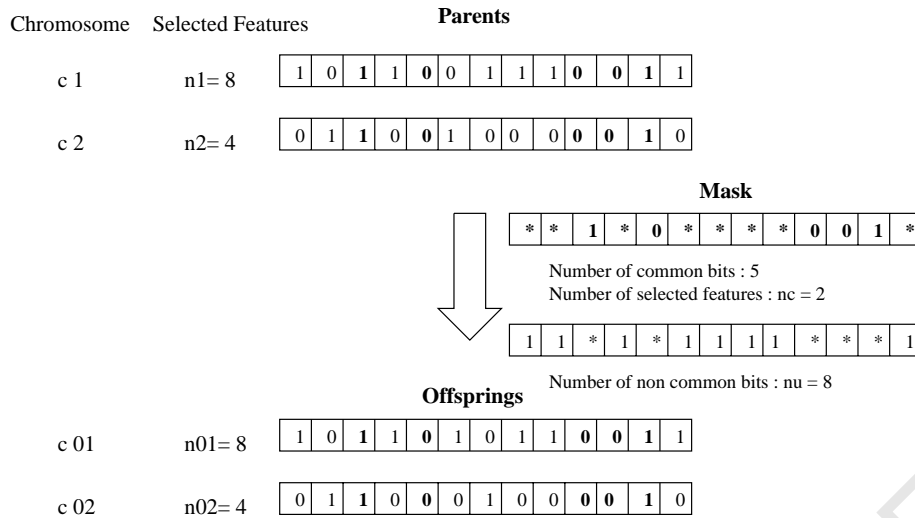 Parents
Chromosome Selected Features
c 1 n1= 8 1 0 1 1 0 0 1 1 1 0 0 1 1
c 2 n2= 4 0 1 1 0 0 1 0 0 0 0 0 1 0
Mask
* * 1 * 0 * * * * 0 0 1 *
Number of common bits : 5
Number of selected features : nc = 2
1 1 * 1 * 1 1 1 1 * * * 1
Number of non common bits : nu = 8
Offsprings
c 01 n01= 8 1 0 1 1 0 1 0 1 1 0 0 1 1
c 02 n02= 4 0 1 1 0 0 0 1 0 0 0 0 1 0